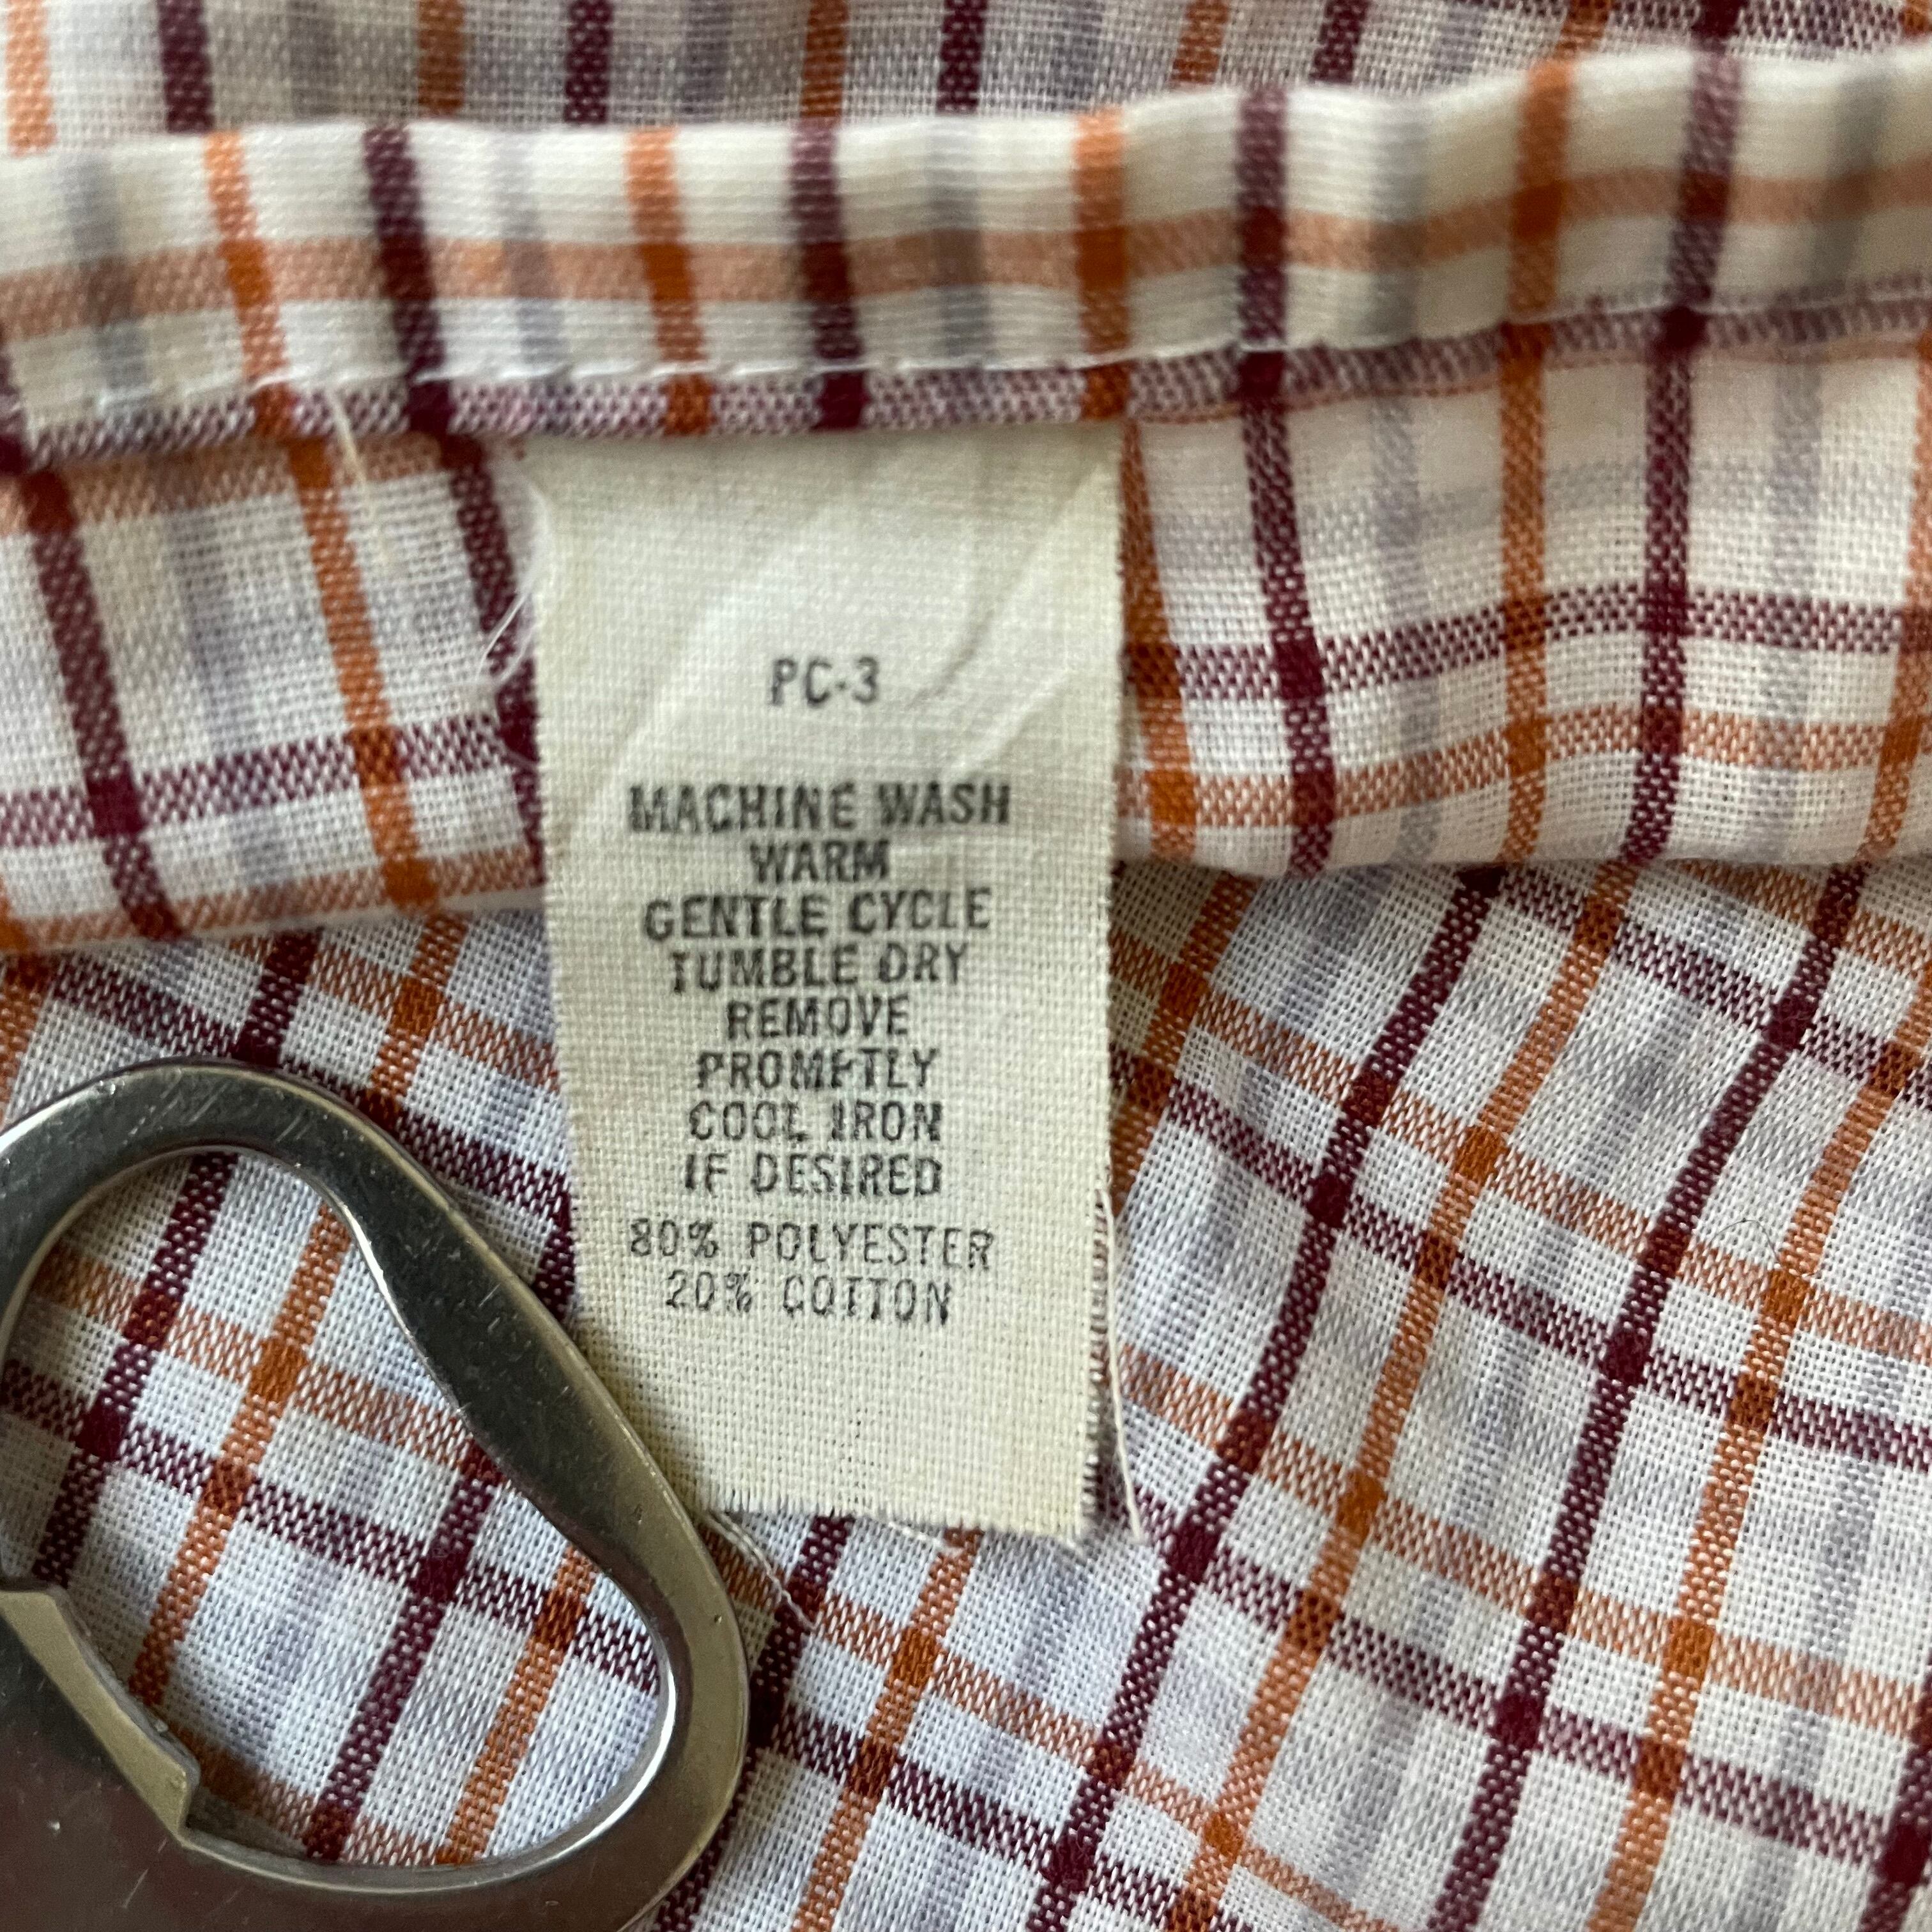 PC-3
MACHINE WASH
WARM
GENTLE CYCLE
TUMBLE DRY
REMOVE
PROMPTLY
COOL IRON
IF DESIRED
80% POLYESTER
20% COTTON